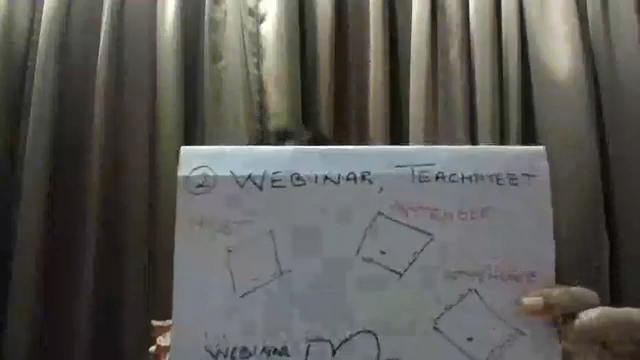 ② WEBINAR, TEACHMEET
HOST
ATTENDEE
ATTENDEE
WEBINAR